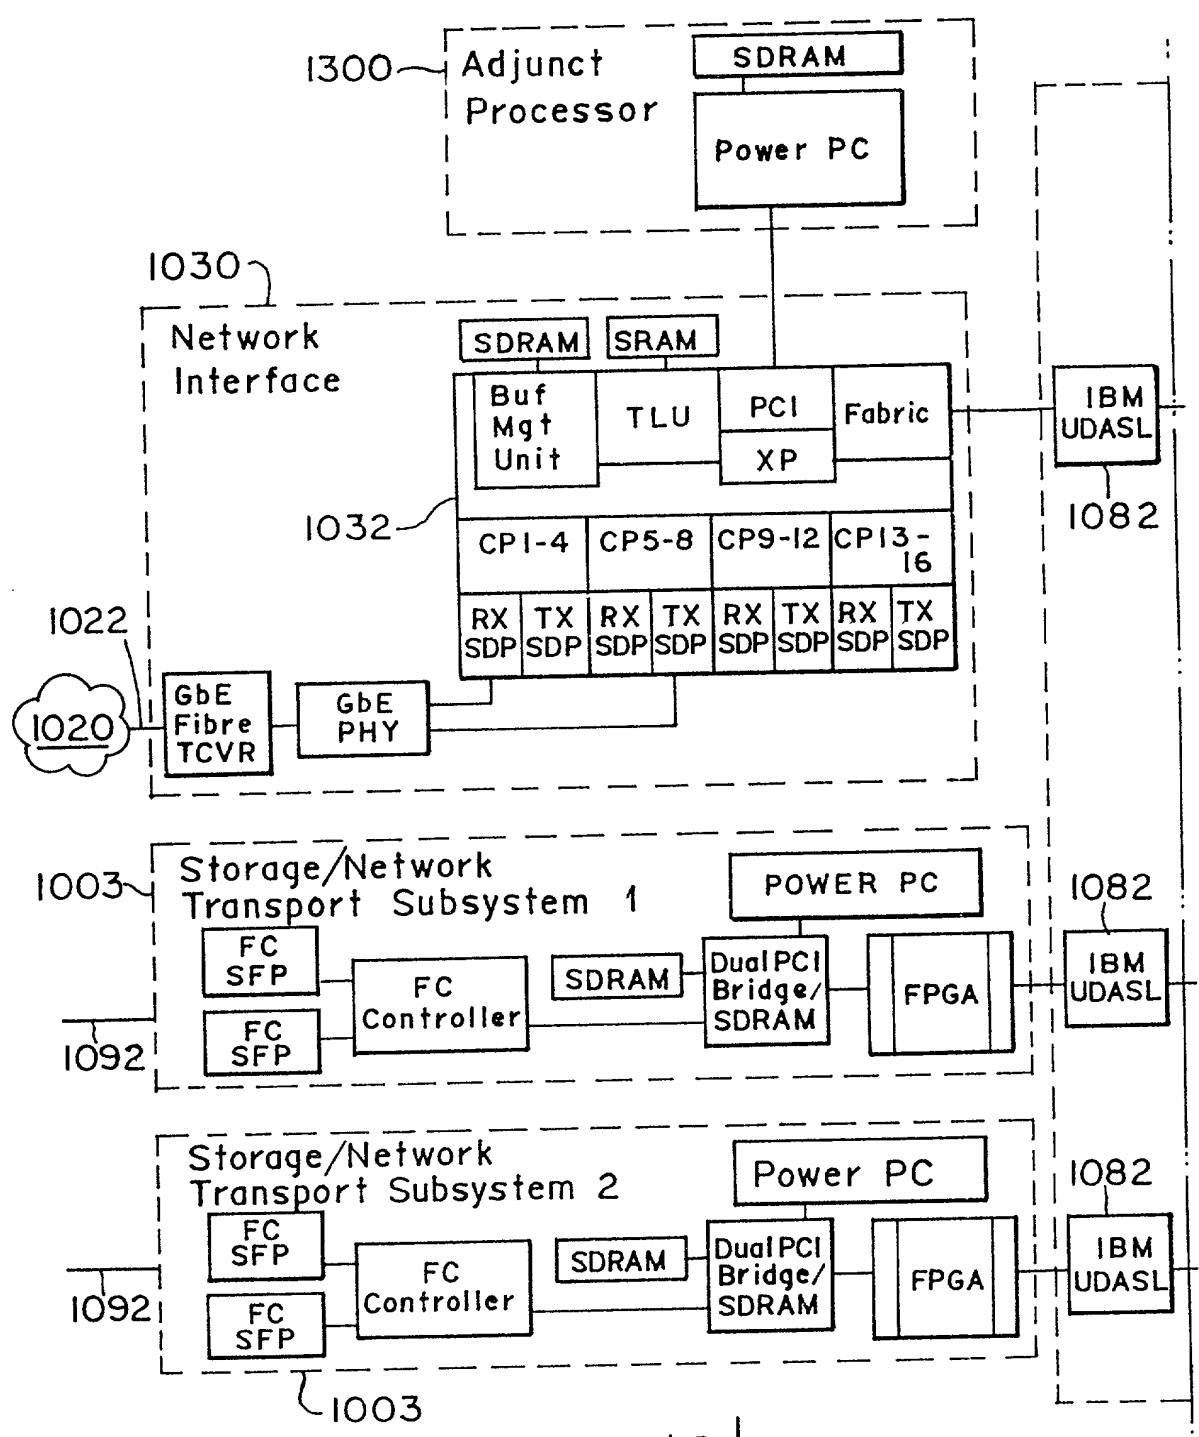 1300
Adjunct
Processor
SDRAM
Power PC
1030
Network
Interface
SDRAM
SRAM
Buf
Mgt
Unit
TLU
PCI
XP
Fabric
IBM
UDASL
1082
1032
CP1-4
CP5-8
CP9-12
CP13-
16
RX
SDP
TX
SDP
RX
SDP
TX
SDP
RX
SDP
TX
SDP
RX
SDP
TX
SDP
1022
1020
GbE
Fibre
TCVR
GbE
PHY
1003
Storage/Network
Transport Subsystem 1
POWER PC
FC
SFP
FC
SFP
FC
Controller
SDRAM
Dual PCI
Bridge/
SDRAM
FPGA
1082
IBM
UDASL
1092
Storage/Network
Transport Subsystem 2
Power PC
FC
SFP
FC
SFP
FC
Controller
SDRAM
Dual PCI
Bridge/
SDRAM
FPGA
1082
IBM
UDASL
1092
1003